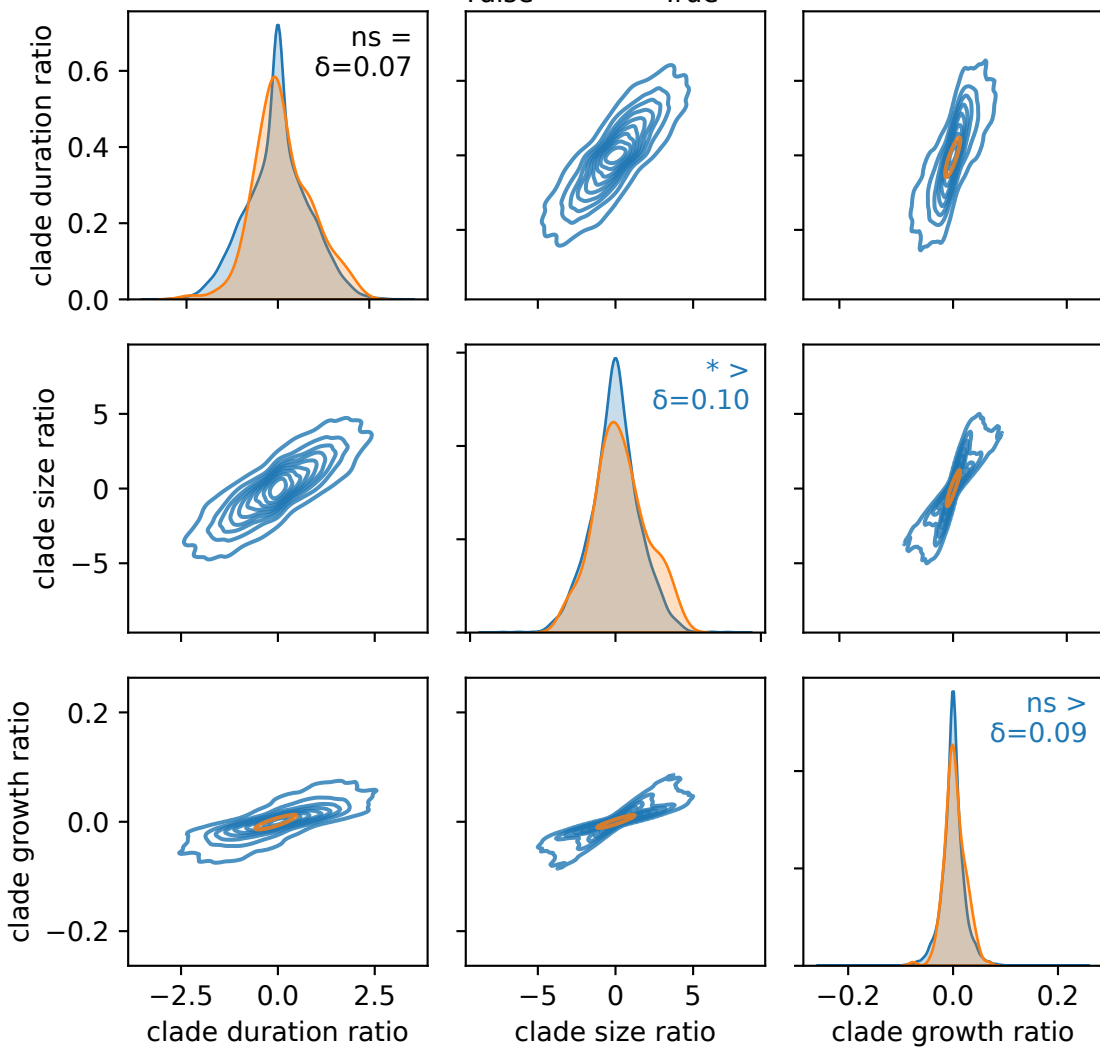 clade duration ratio
0.6
0.4
0.2
0.0
ns =
δ=0.07
clade size ratio
5
0
−5
* >
δ=0.10
clade growth ratio
0.2
0.0
−0.2
ns >
δ=0.09
−2.5 0.0 2.5
−5 0 5
−0.2 0.0 0.2
clade duration ratio
clade size ratio
clade growth ratio